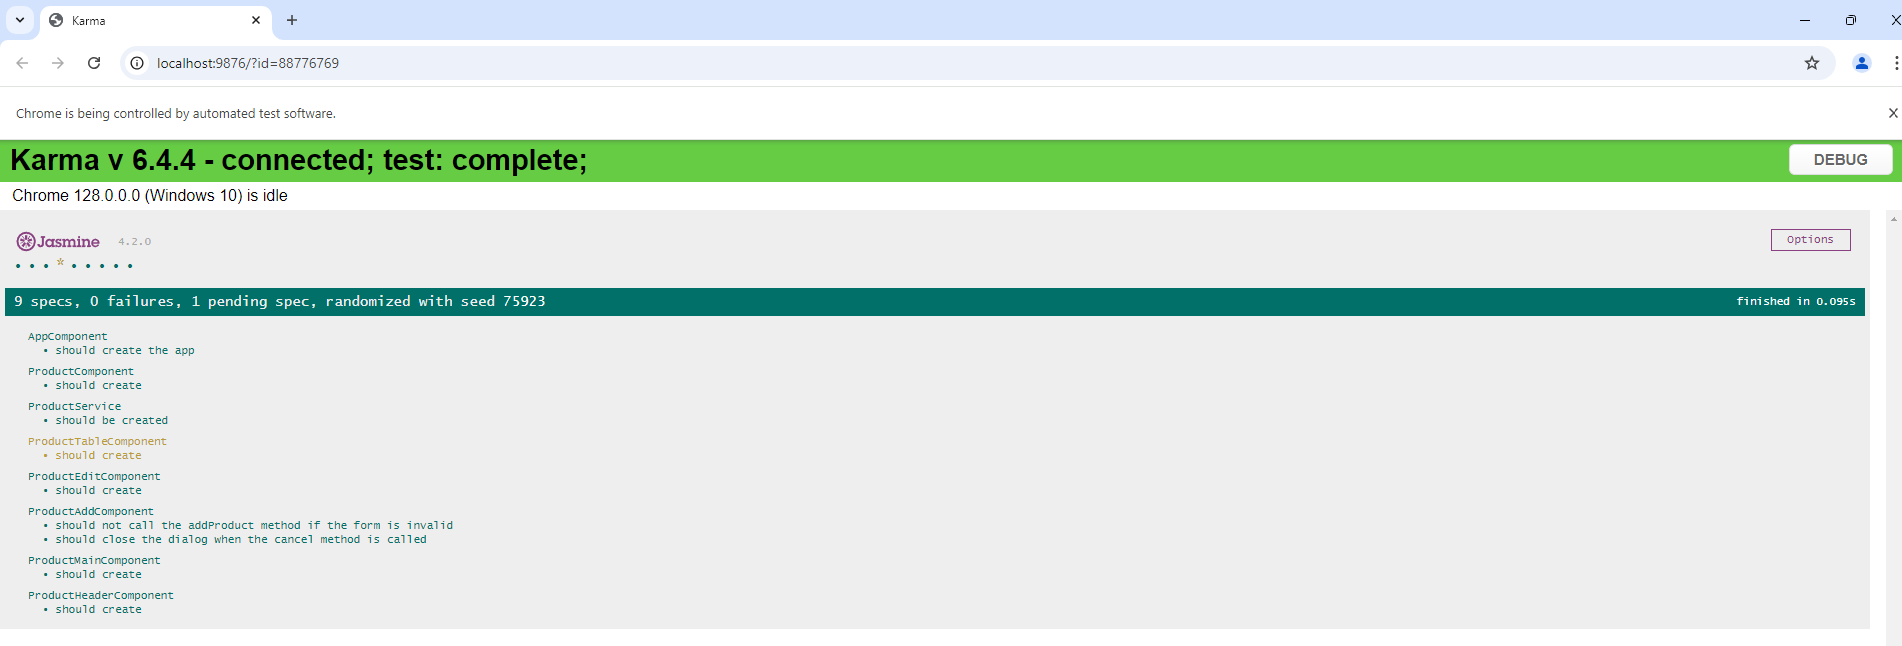 Karma
localhost:9876/?id=88776769
Chrome is being controlled by automated test software.
Karma v 6.4.4 - connected; test: complete;
DEBUG
Chrome 128.0.0.0 (Windows 10) is idle
Jasmine 4.2.0
Options
• • • * • • • • •
9 specs, 0 failures, 1 pending spec, randomized with seed 75923
finished in 0.095s
AppComponent
• should create the app
ProductComponent
• should create
ProductService
• should be created
ProductTableComponent
• should create
ProductEditComponent
• should create
ProductAddComponent
• should not call the addProduct method if the form is invalid
• should close the dialog when the cancel method is called
ProductMainComponent
• should create
ProductHeaderComponent
• should create